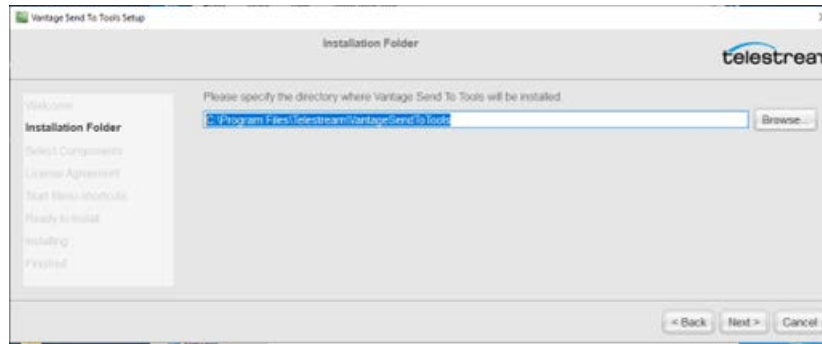 Vantage Send To Tools Setup
Installation Folder
telestream
Please specify the directory where Vantage Send To Tools will be installed.
C:\Program Files\Telestream\VantageSendToTools
Browse...
Welcome
Installation Folder
Select Components
License Agreement
Start Menu shortcuts
Ready to Install
Installing
Finished
< Back
Next >
Cancel